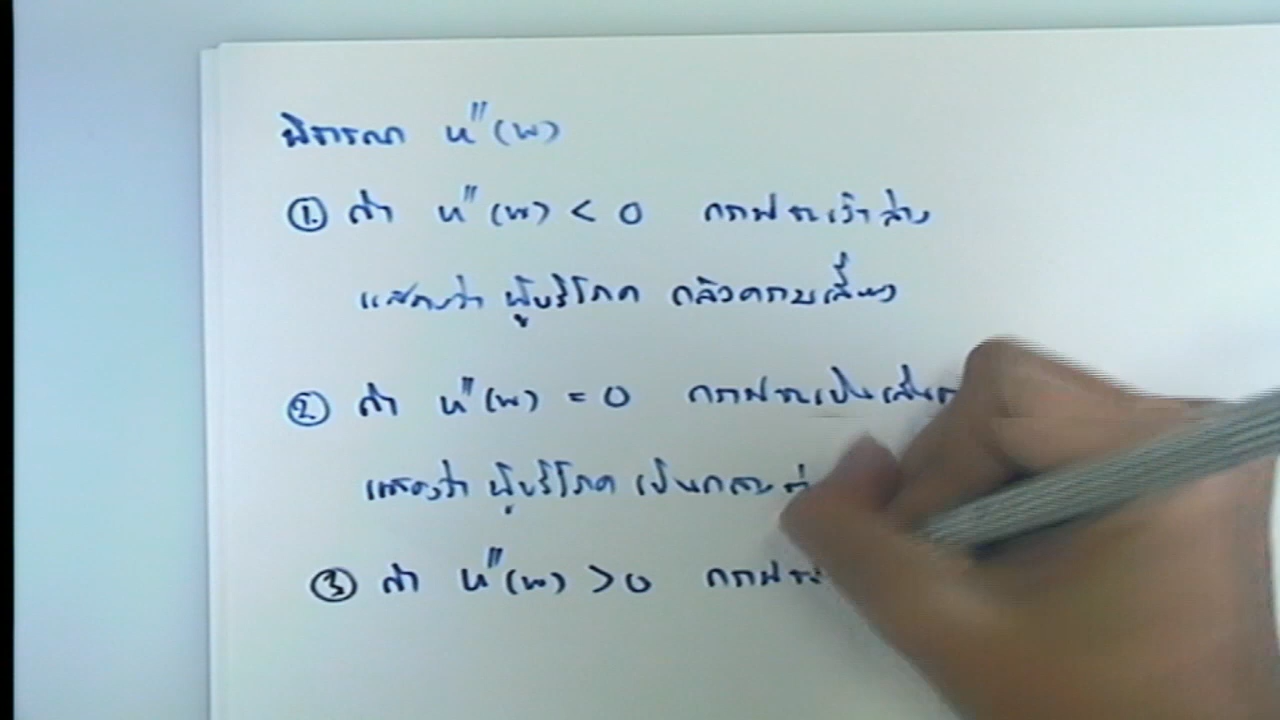 พิจารณา u"(w)
① ถ้า u"(w) < 0 กราฟจะเว้าล่าง
แสดงว่า ผู้บริโภค กลัวความเสี่ยง
② ถ้า u"(w) = 0 กราฟจะเป็นเส้น
แสดงว่า ผู้บริโภค เป็นกลาง
③ ถ้า u"(w) > 0 กราฟจะ